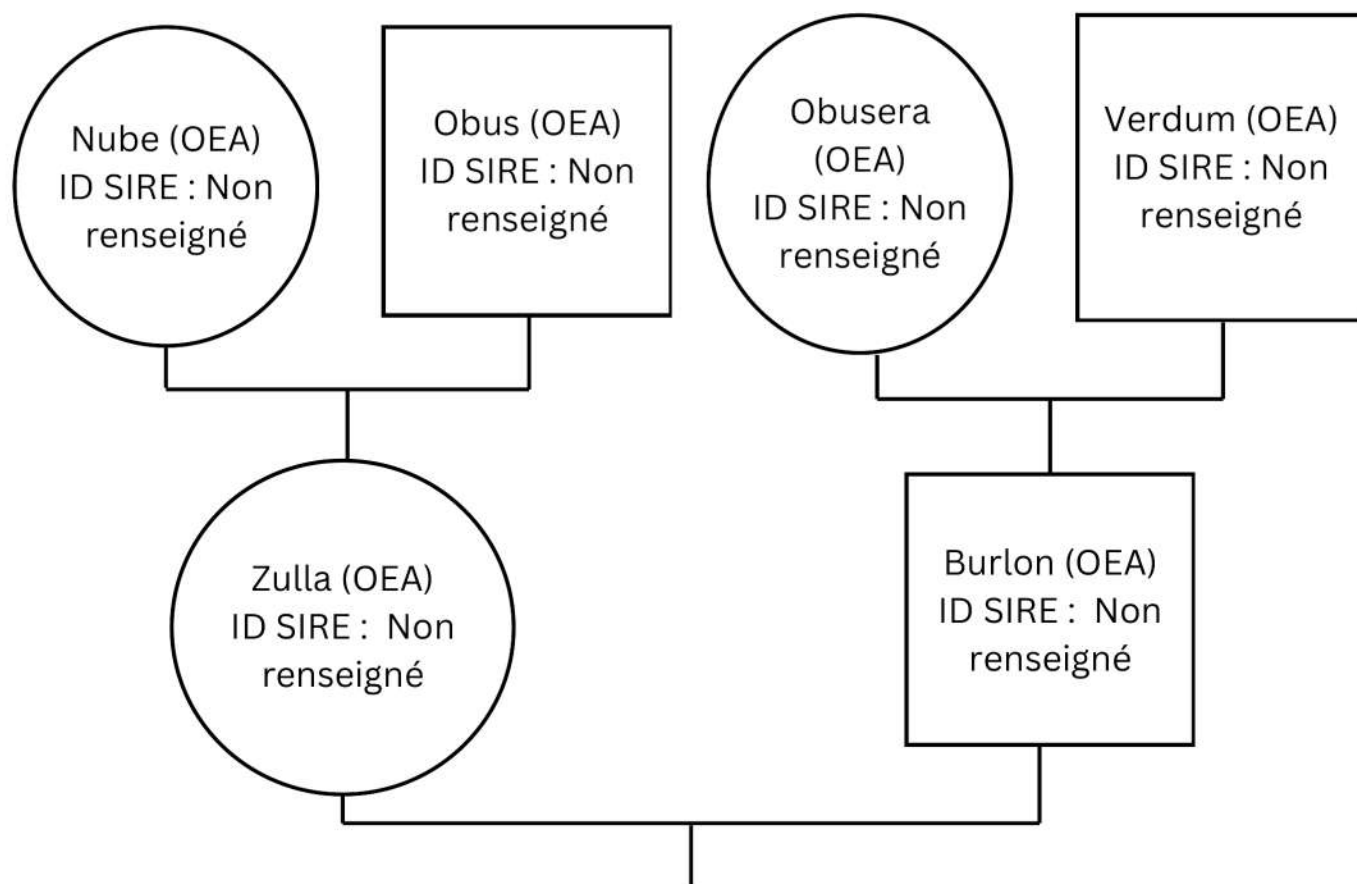 Nube (OEA)
ID SIRE : Non
renseigné
Obus (OEA)
ID SIRE : Non
renseigné
Obusera
(OEA)
ID SIRE : Non
renseigné
Verdum (OEA)
ID SIRE : Non
renseigné
Zulla (OEA)
ID SIRE :  Non
renseigné
Burlon (OEA)
ID SIRE :  Non
renseigné